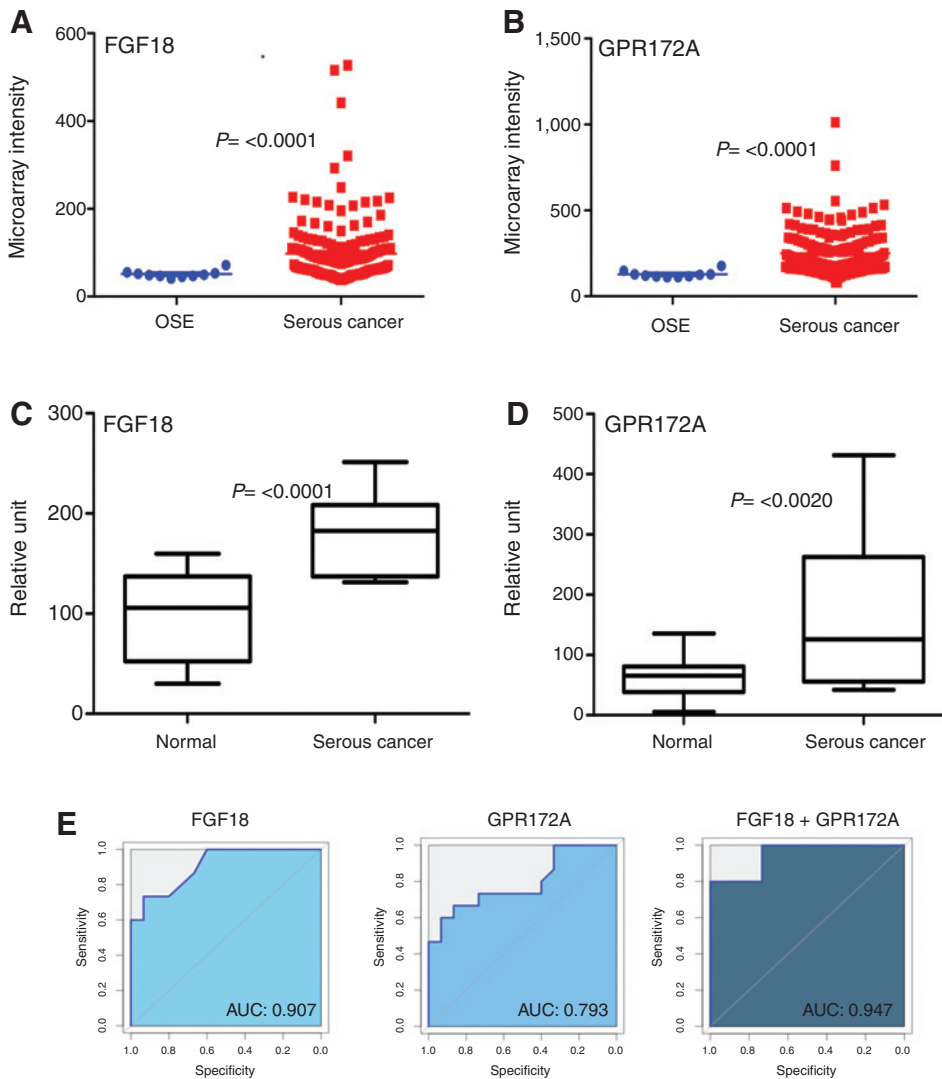 A
FGF18
Microarray intensity
600
400
200
0
P= <0.0001
OSE
Serous cancer
B
GPR172A
Microarray intensity
1,500
1,000
500
0
P= <0.0001
OSE
Serous cancer
C
FGF18
Relative unit
300
200
100
0
P= <0.0001
Normal
Serous cancer
D
GPR172A
Relative unit
500
400
300
200
100
0
P= <0.0020
Normal
Serous cancer
E
FGF18
Sensitivity
1.0
0.8
0.6
0.4
0.2
0.0
AUC: 0.907
1.0 0.8 0.6 0.4 0.2 0.0
Specificity
GPR172A
Sensitivity
1.0
0.8
0.6
0.4
0.2
0.0
AUC: 0.793
1.0 0.8 0.6 0.4 0.2 0.0
Specificity
FGF18 + GPR172A
Sensitivity
1.0
0.8
0.6
0.4
0.2
0.0
AUC: 0.947
1.0 0.8 0.6 0.4 0.2 0.0
Specificity